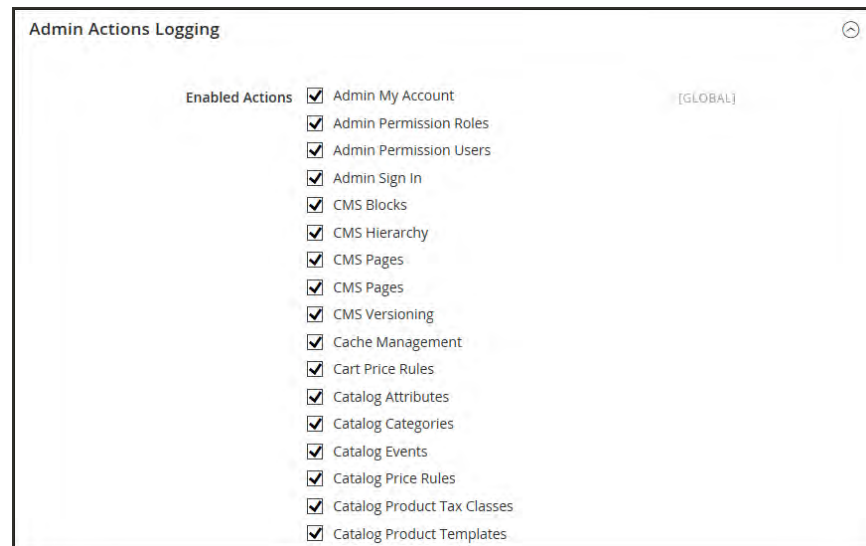 Admin Actions Logging
Enabled Actions Admin My Account [GLOBAL]
Admin Permission Roles
Admin Permission Users
Admin Sign In
CMS Blocks
CMS Hierarchy
CMS Pages
CMS Pages
CMS Versioning
Cache Management
Cart Price Rules
Catalog Attributes
Catalog Categories
Catalog Events
Catalog Price Rules
Catalog Product Tax Classes
Catalog Product Templates